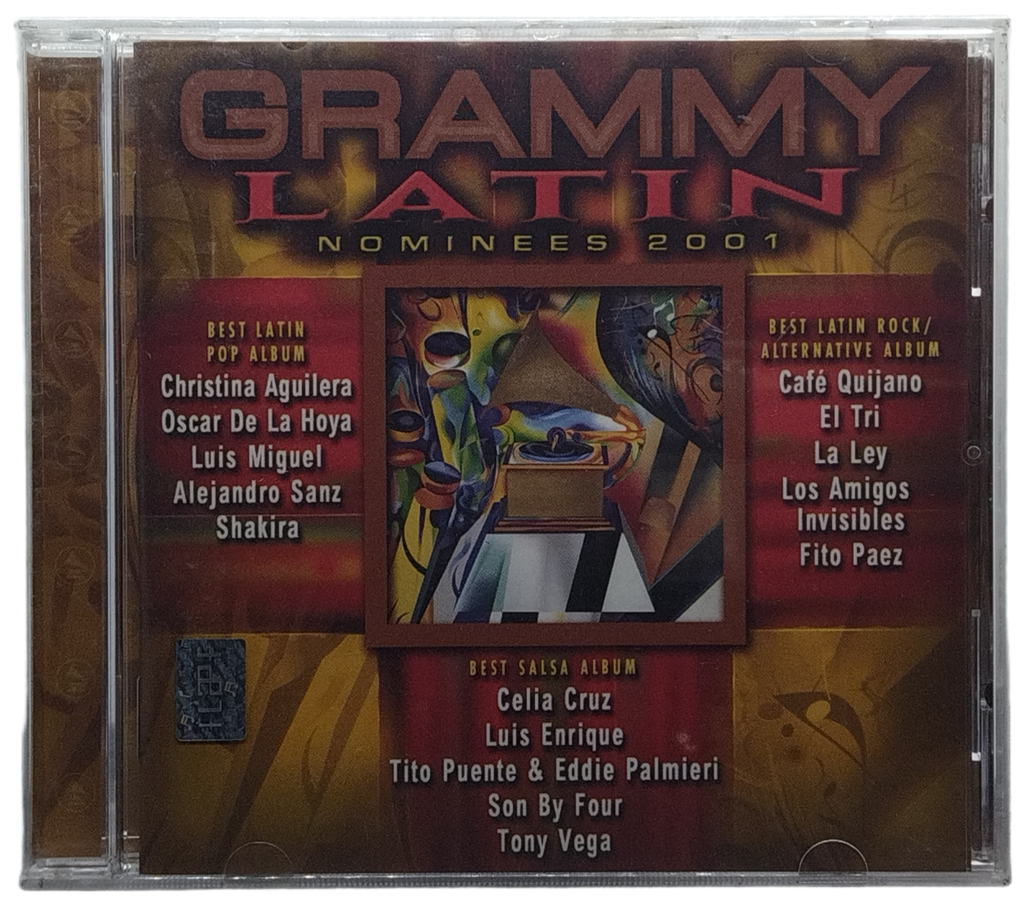 GRAMMY
LATIN
NOMINEES 2001
BEST LATIN
POP ALBUM
Christina Aguilera
Oscar De La Hoya
Luis Miguel
Alejandro Sanz
Shakira
BEST LATIN ROCK/
ALTERNATIVE ALBUM
Café Quijano
El Tri
La Ley
Los Amigos
Invisibles
Fito Paez
BEST SALSA ALBUM
Celia Cruz
Luis Enrique
Tito Puente & Eddie Palmieri
Son By Four
Tony Vega